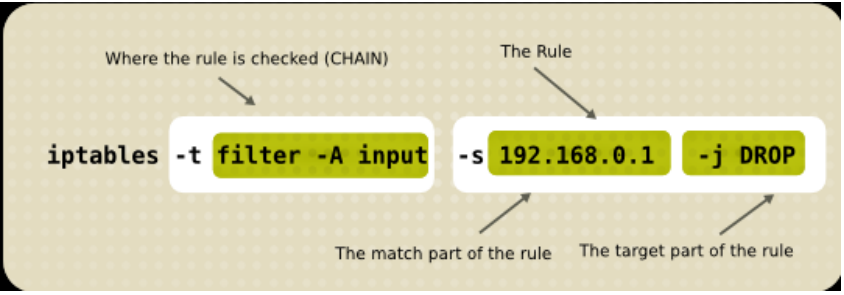 Where the rule is checked (CHAIN)
The Rule
iptables -t filter -A input -s 192.168.0.1 -j DROP
The match part of the rule
The target part of the rule